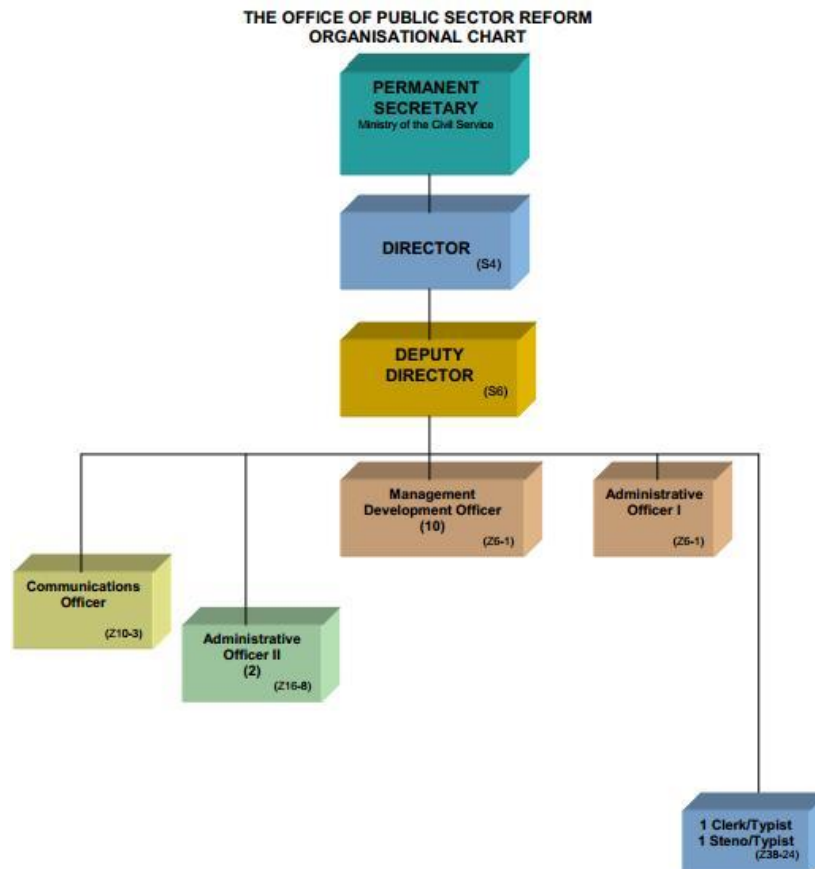 THE OFFICE OF PUBLIC SECTOR REFORM
ORGANISATIONAL CHART
PERMANENT
SECRETARY
Ministry of the Civil Service
DIRECTOR
(S4)
DEPUTY
DIRECTOR
(S6)
Management
Development Officer
(10)
(Z6-1)
Administrative
Officer I
(Z6-1)
Communications
Officer
(Z10-3)
Administrative
Officer II
(2)
(Z16-8)
1 Clerk/Typist
1 Steno/Typist
(Z38-24)